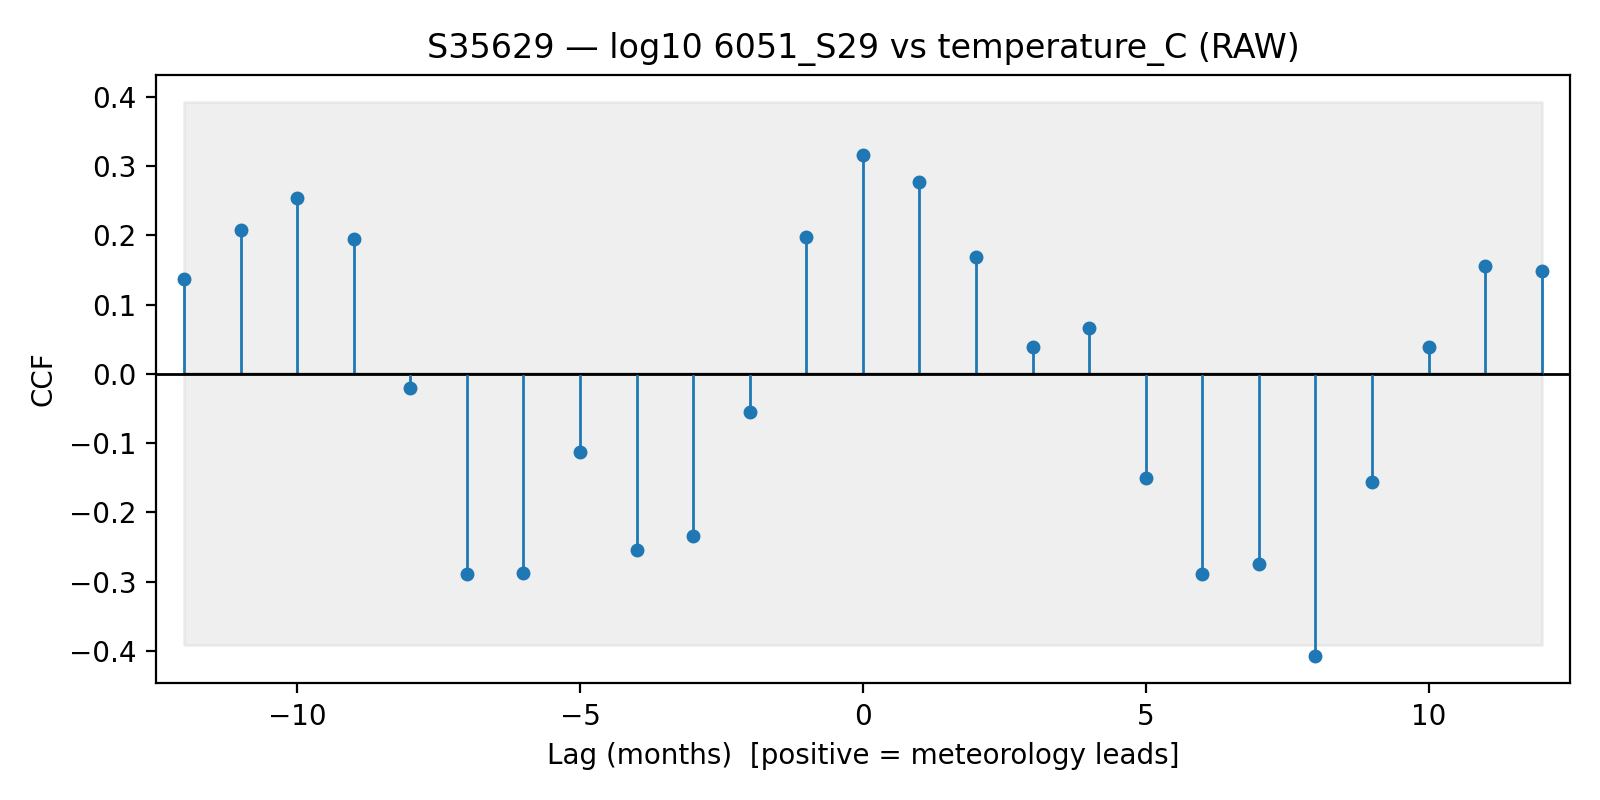 S35629 — log10 6051_S29 vs temperature_C (RAW)
0.4
0.3
0.2
0.1
0.0
−0.1
−0.2
−0.3
−0.4
CCF
−10 −5 0 5 10
Lag (months)  [positive = meteorology leads]